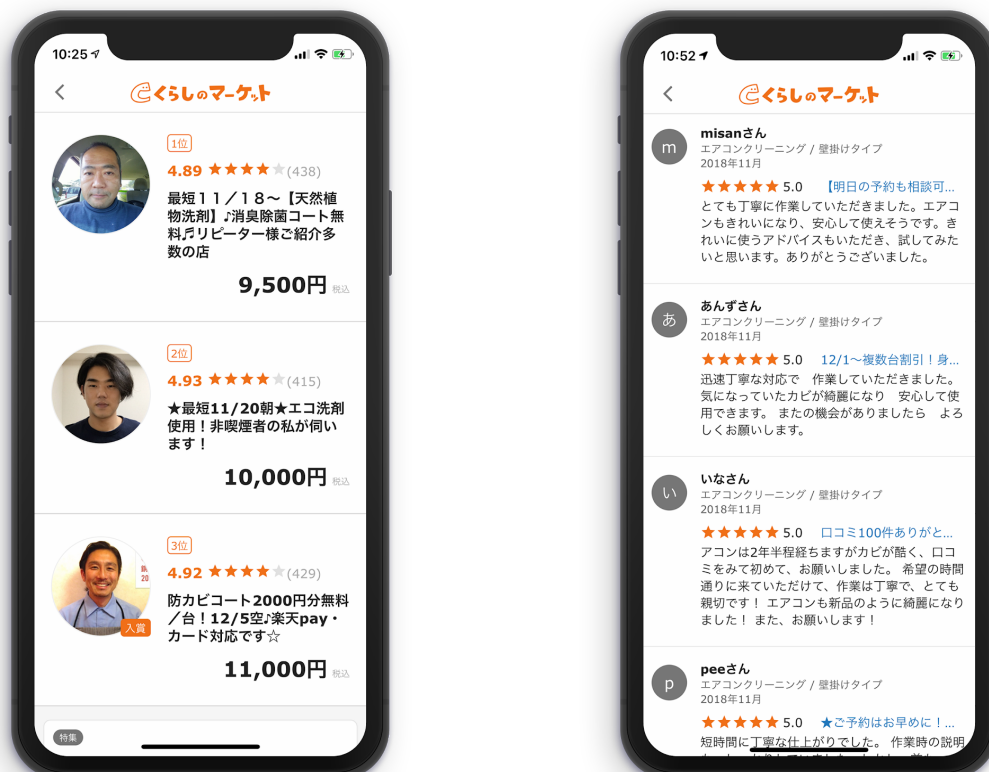 10:25
くらしのマーケット
1位
4.89 ★★★★★(438)
最短11/18~【天然植
物洗剤】♪消臭除菌コート無
料♬リピーター様ご紹介多
数の店
9,500円 税込
2位
4.93 ★★★★★(415)
★最短11/20朝★エコ洗剤
使用!非喫煙者の私が伺い
ます!
10,000円 税込
3位
4.92 ★★★★★(429)
防カビコート2000円分無料
/台!12/5空♪楽天pay・
カード対応です☆
入賞
11,000円 税込
特集
10:52
くらしのマーケット
m
misanさん
エアコンクリーニング / 壁掛けタイプ
2018年11月
★★★★★ 5.0 【明日の予約も相談可...
とても丁寧に作業していただきました。エアコ
ンもきれいになり、安心して使えそうです。き
れいに使うアドバイスもいただき、試してみた
いと思います。ありがとうございました。
あ
あんずさん
エアコンクリーニング / 壁掛けタイプ
2018年11月
★★★★★ 5.0 12/1~複数台割引!身...
迅速丁寧な対応で 作業していただきました。
気になっていたカビが綺麗になり 安心して使
用できます。 またの機会がありましたら よろ
しくお願いします。
い
いなさん
エアコンクリーニング / 壁掛けタイプ
2018年11月
★★★★★ 5.0 口コミ100件ありがと...
アコンは2年半程経ちますがカビが酷く、口コ
ミをみて初めて、お願いしました。 希望の時間
通りに来ていただけて、作業は丁寧で、とても
親切です! エアコンも新品のように綺麗になり
ました! また、お願いします!
p
peeさん
エアコンクリーニング / 壁掛けタイプ
2018年11月
★★★★★ 5.0 ★ご予約はお早めに!...
短時間に丁寧な仕上がりでした。 作業時の説明